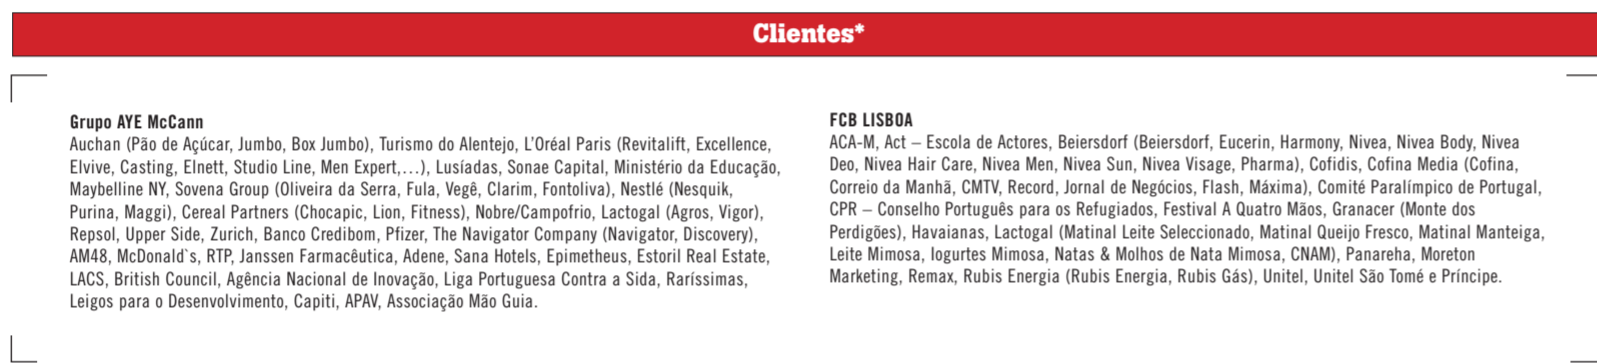 Clientes*
Grupo AYE McCann
Auchan (Pão de Açúcar, Jumbo, Box Jumbo), Turismo do Alentejo, L'Oréal Paris (Revitalift, Excellence,
Elvive, Casting, Elnett, Studio Line, Men Expert,…), Lusíadas, Sonae Capital, Ministério da Educação,
Maybelline NY, Sovena Group (Oliveira da Serra, Fula, Vegê, Clarim, Fontoliva), Nestlé (Nesquik,
Purina, Maggi), Cereal Partners (Chocapic, Lion, Fitness), Nobre/Campofrio, Lactogal (Agros, Vigor),
Repsol, Upper Side, Zurich, Banco Credibom, Pfizer, The Navigator Company (Navigator, Discovery),
AM48, McDonald`s, RTP, Janssen Farmacêutica, Adene, Sana Hotels, Epimetheus, Estoril Real Estate,
LACS, British Council, Agência Nacional de Inovação, Liga Portuguesa Contra a Sida, Raríssimas,
Leigos para o Desenvolvimento, Capiti, APAV, Associação Mão Guia.
FCB LISBOA
ACA-M, Act – Escola de Actores, Beiersdorf (Beiersdorf, Eucerin, Harmony, Nivea, Nivea Body, Nivea
Deo, Nivea Hair Care, Nivea Men, Nivea Sun, Nivea Visage, Pharma), Cofidis, Cofina Media (Cofina,
Correio da Manhã, CMTV, Record, Jornal de Negócios, Flash, Máxima), Comité Paralímpico de Portugal,
CPR – Conselho Português para os Refugiados, Festival A Quatro Mãos, Granacer (Monte dos
Perdigões), Havaianas, Lactogal (Matinal Leite Seleccionado, Matinal Queijo Fresco, Matinal Manteiga,
Leite Mimosa, Iogurtes Mimosa, Natas & Molhos de Nata Mimosa, CNAM), Panareha, Moreton
Marketing, Remax, Rubis Energia (Rubis Energia, Rubis Gás), Unitel, Unitel São Tomé e Príncipe.